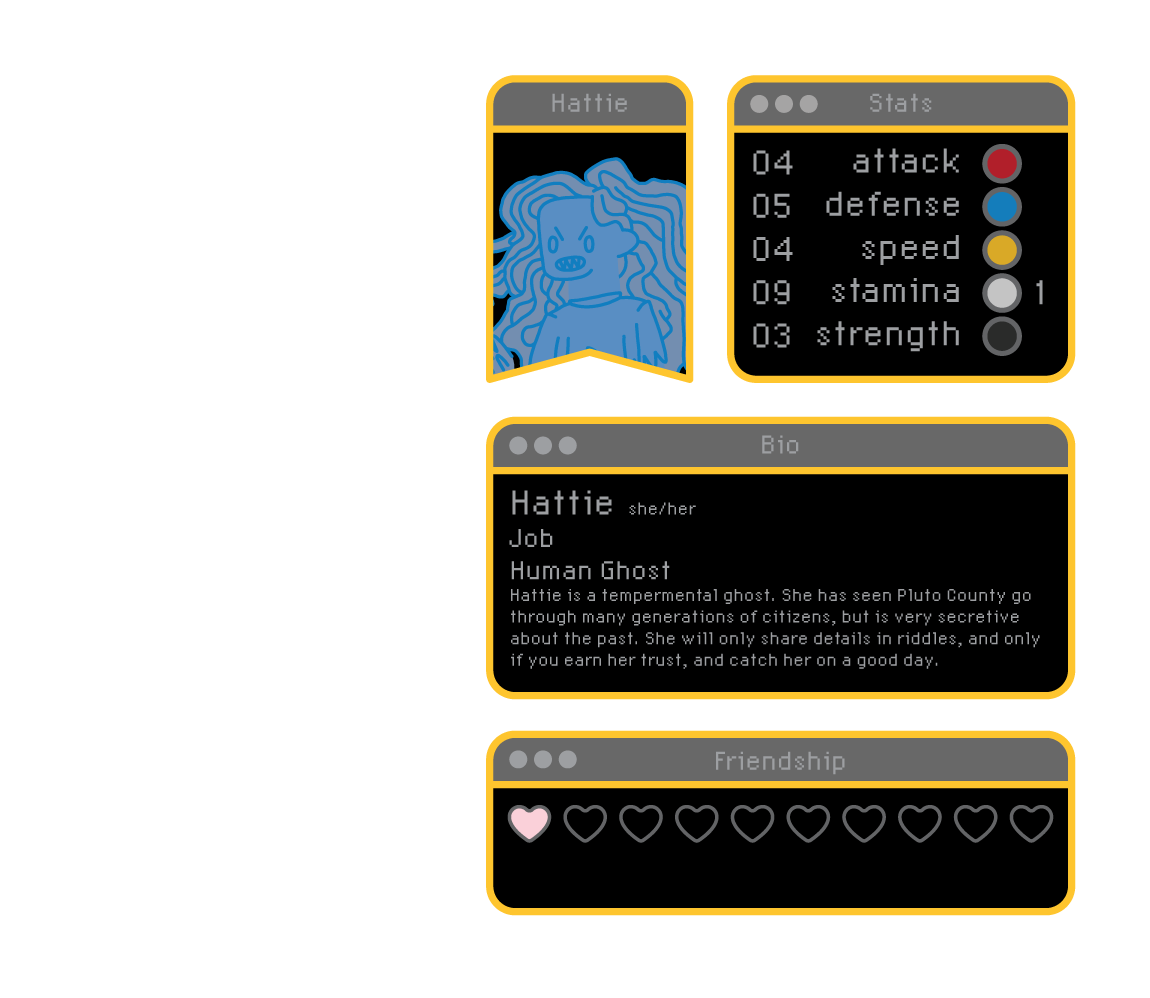 Hattie
Stats
04 attack
05 defense
04 speed
09 stamina 1
03 strength
Bio
Hattie she/her
Job
Human Ghost
Hattie is a tempermental ghost. She has seen Pluto County go
through many generations of citizens, but is very secretive
about the past. She will only share details in riddles, and only
if you earn her trust, and catch her on a good day.
Friendship